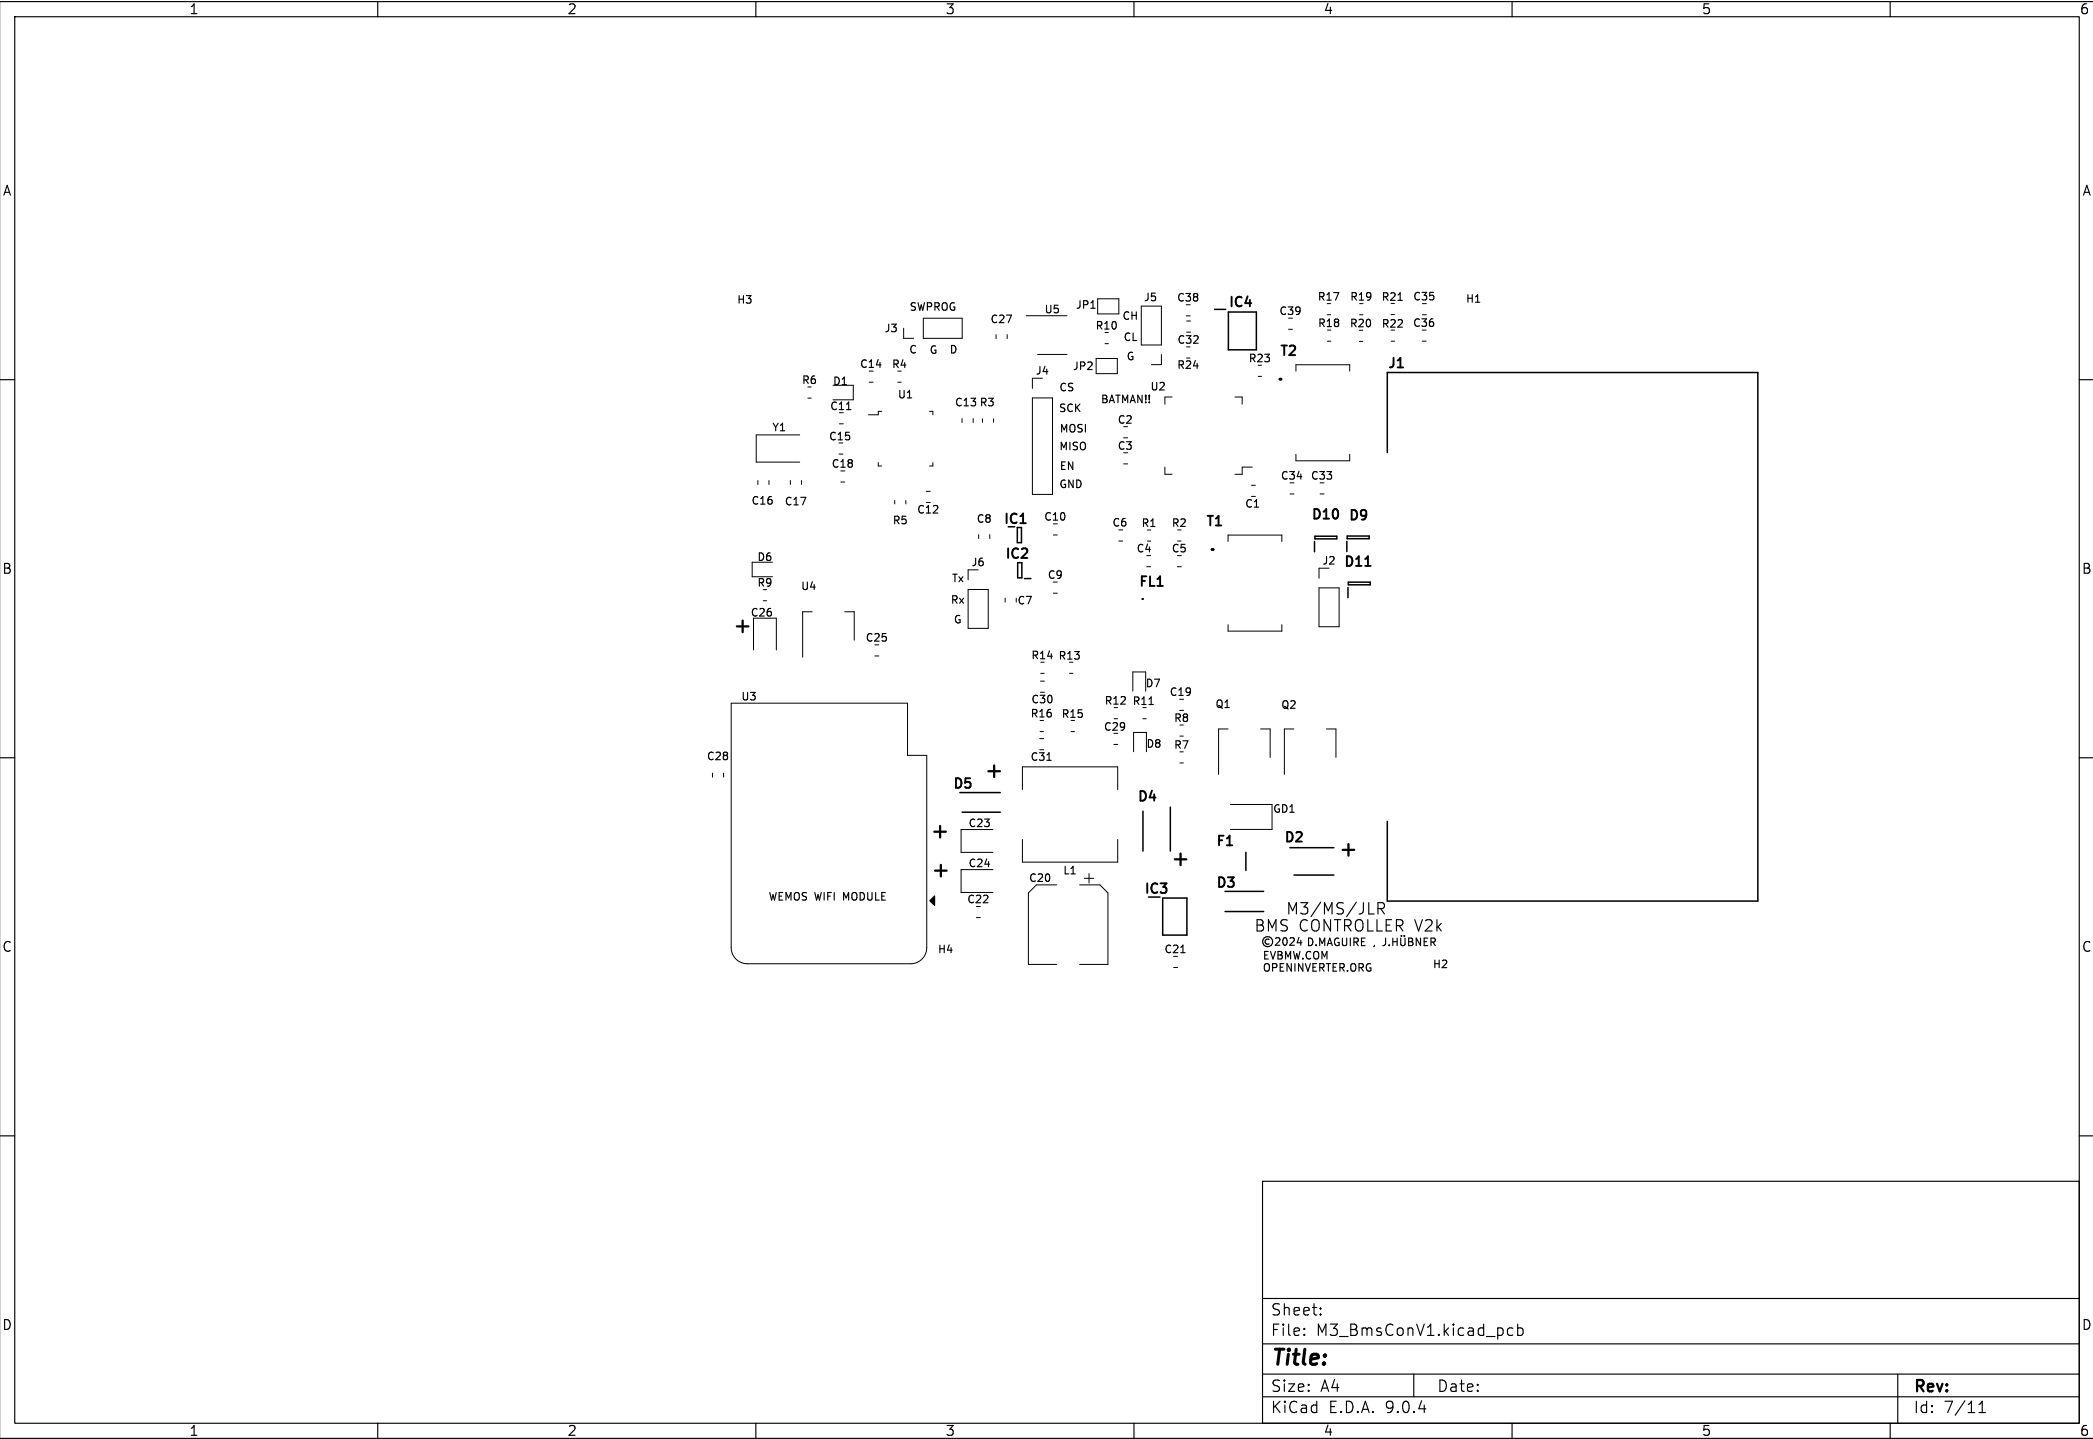 1 2 3 4 5 6
A A
H3 SWPROG U5 JP1 J5 C38 IC4 R17 R19 R21 C35 H1
J3 C27 CH R10 C39 R18 R20 R22 C36
C G D CL C32 T2
G JP2 R24 R23 J1
C14 R4 J4
R6 D1 U1 CS U2
C11 C13 R3 SCK BATMAN!!
Y1 C15 MOSI C2
MISO C3
C18 EN C34 C33
C16 C17 GND C1
C12 R5
C8 IC1 C10 C6 R1 R2 T1 D10 D9
D6 IC2 C4 C5 J2 D11
B B
R9 U4 J6 Tx C9 FL1
C26 Rx C7
+ G
C25
R14 R13
U3 D7 C19
C30 R12 R11 Q1 Q2
R16 R15 C29 R8
D8 R7
C28 C31
+
D5 D4
C23 GD1
+ F1 D2 +
C24 +
+ L1 +
C20 IC3 D3
WEMOS WIFI MODULE C22
M3/MS/JLR
BMS CONTROLLER V2k
©2024 D.MAGUIRE , J.HÜBNER
EVBMW.COM
OPENINVERTER.ORG
H4 C21 H2
C C
Sheet:
File: M3_BmsConV1.kicad_pcb
D D
Title:
Size: A4 Date: Rev:
KiCad E.D.A. 9.0.4 Id: 7/11
1 2 3 4 5 6